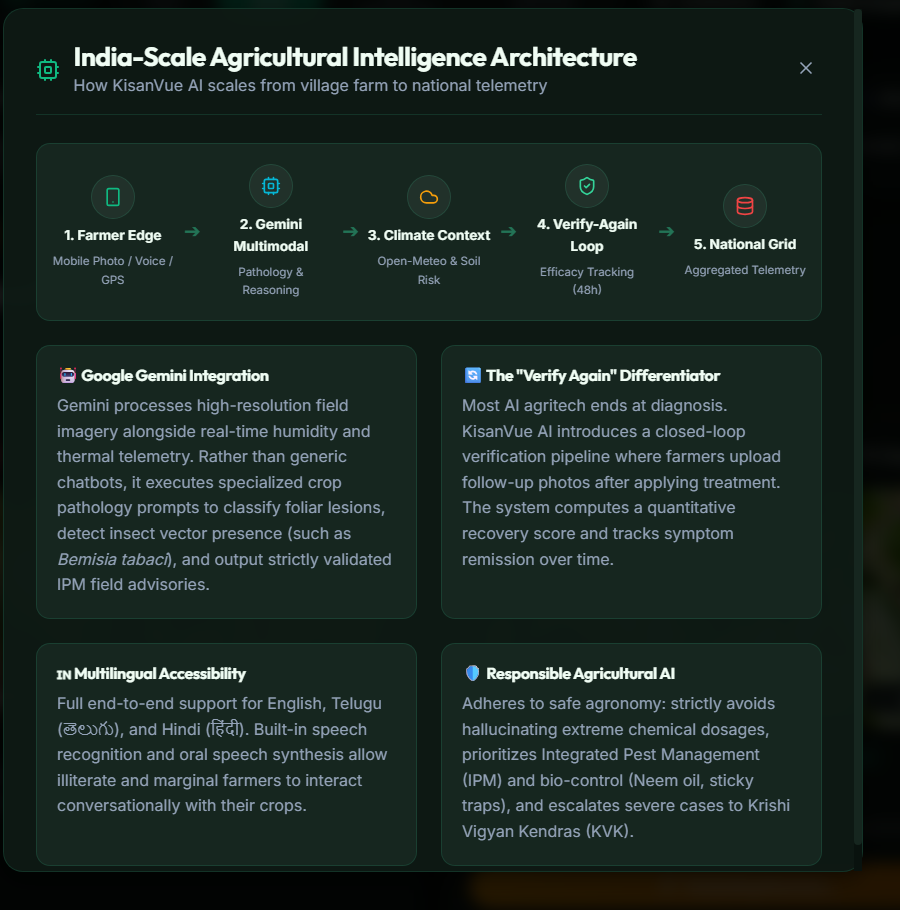 India-Scale Agricultural Intelligence Architecture
How KisanVue AI scales from village farm to national telemetry
1. Farmer Edge
Mobile Photo / Voice /
GPS
2. Gemini
Multimodal
Pathology &
Reasoning
3. Climate Context
Open-Meteo & Soil
Risk
4. Verify-Again
Loop
Efficacy Tracking
(48h)
5. National Grid
Aggregated Telemetry
Google Gemini Integration
Gemini processes high-resolution field
imagery alongside real-time humidity and
thermal telemetry. Rather than generic
chatbots, it executes specialized crop
pathology prompts to classify foliar lesions,
detect insect vector presence (such as
Bemisia tabaci), and output strictly validated
IPM field advisories.
The "Verify Again" Differentiator
Most AI agritech ends at diagnosis.
KisanVue AI introduces a closed-loop
verification pipeline where farmers upload
follow-up photos after applying treatment.
The system computes a quantitative
recovery score and tracks symptom
remission over time.
IN Multilingual Accessibility
Full end-to-end support for English, Telugu
(తెలుగు), and Hindi (हिंदी). Built-in speech
recognition and oral speech synthesis allow
illiterate and marginal farmers to interact
conversationally with their crops.
Responsible Agricultural AI
Adheres to safe agronomy: strictly avoids
hallucinating extreme chemical dosages,
prioritizes Integrated Pest Management
(IPM) and bio-control (Neem oil, sticky
traps), and escalates severe cases to Krishi
Vigyan Kendras (KVK).